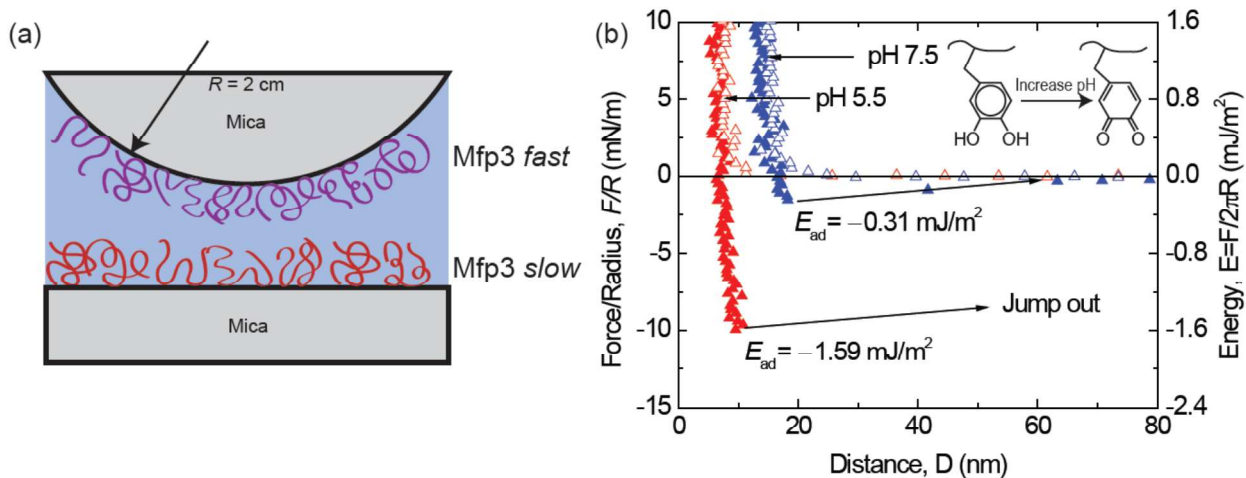 (a)
R = 2 cm
Mica
Mfp3 fast
Mfp3 slow
Mica
(b)
Force/Radius, F/R (mN/m)
10
5
0
-5
-10
-15
pH 7.5
pH 5.5
Increase pH
HO
OH
O
O
E_ad = −0.31 mJ/m²
Jump out
E_ad = −1.59 mJ/m²
1.6
0.8
0.0
-0.8
-1.6
-2.4
Energy, E≡F/2πR (mJ/m²)
0 20 40 60 80
Distance, D (nm)